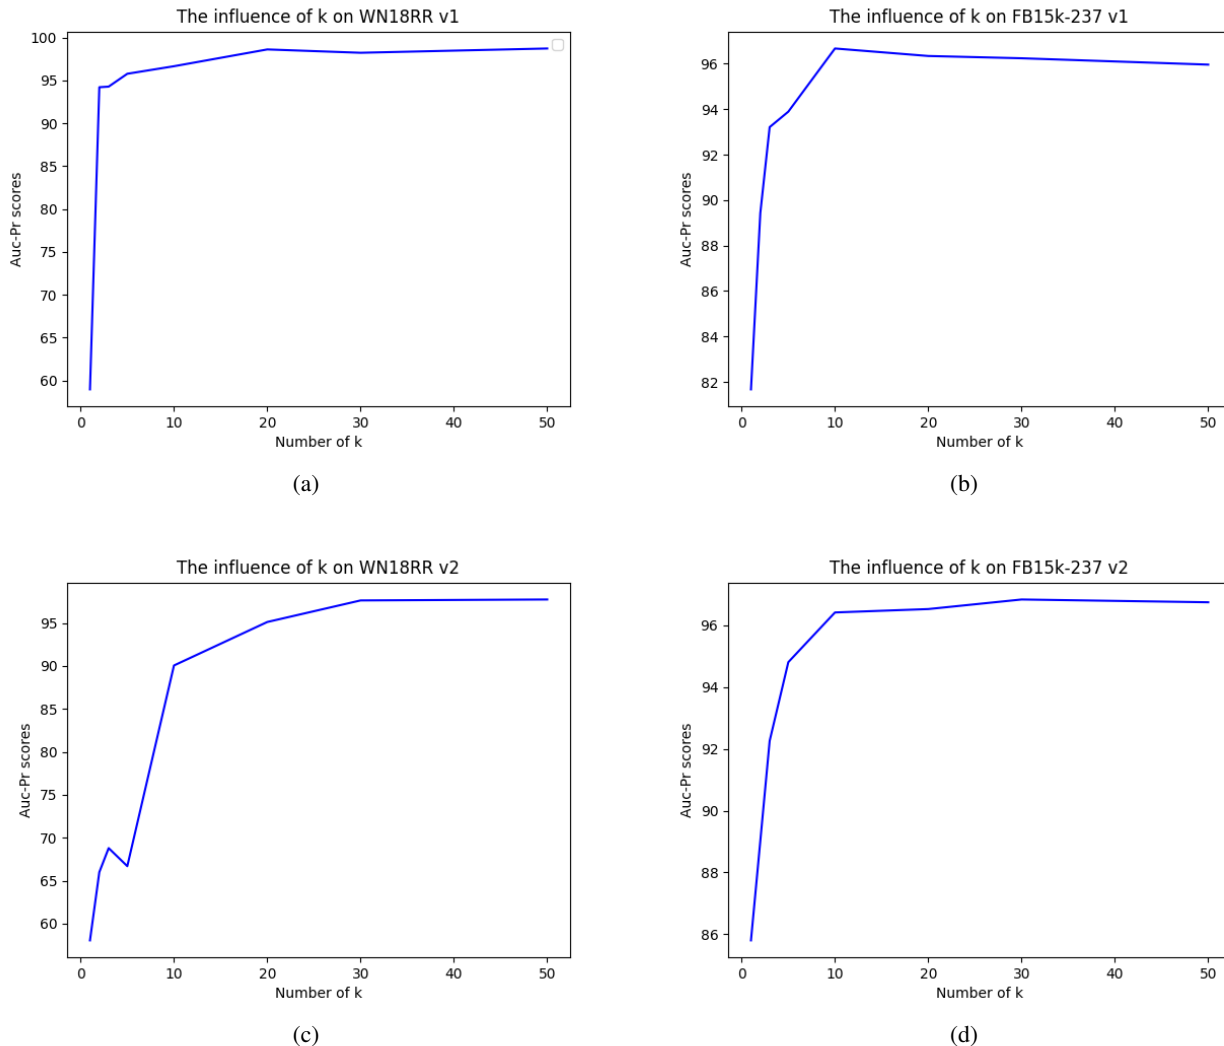 The influence of k on WN18RR v1
100
95
90
85
80
75
70
65
60
Auc-Pr scores
0 10 20 30 40 50
Number of k
(a)
The influence of k on FB15k-237 v1
96
94
92
90
88
86
84
82
Auc-Pr scores
0 10 20 30 40 50
Number of k
(b)
The influence of k on WN18RR v2
95
90
85
80
75
70
65
60
Auc-Pr scores
0 10 20 30 40 50
Number of k
(c)
The influence of k on FB15k-237 v2
96
94
92
90
88
86
Auc-Pr scores
0 10 20 30 40 50
Number of k
(d)